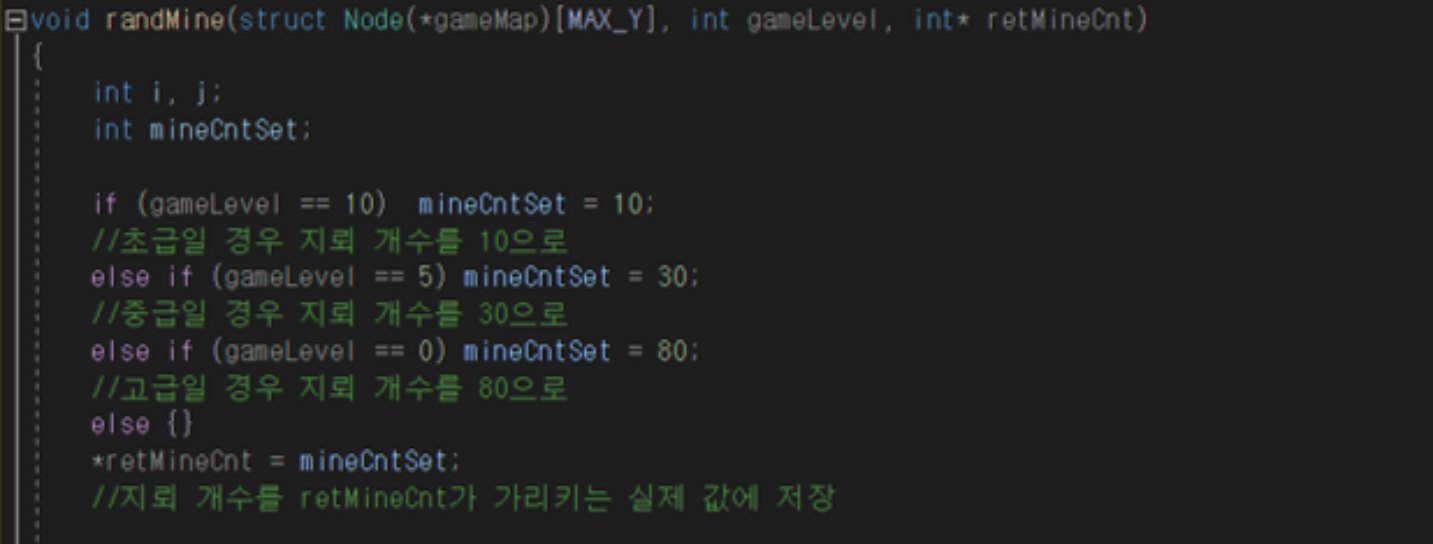 void randMine(struct Node(*gameMap)[MAX_Y], int gameLevel, int* retMineCnt)
{
int i, j;
int mineCntSet;
if (gameLevel == 10)  mineCntSet = 10;
//초급일 경우 지뢰 개수를 10으로
else if (gameLevel == 5) mineCntSet = 30;
//중급일 경우 지뢰 개수를 30으로
else if (gameLevel == 0) mineCntSet = 80;
//고급일 경우 지뢰 개수를 80으로
else {}
*retMineCnt = mineCntSet;
//지뢰 개수를 retMineCnt가 가리키는 실제 값에 저장